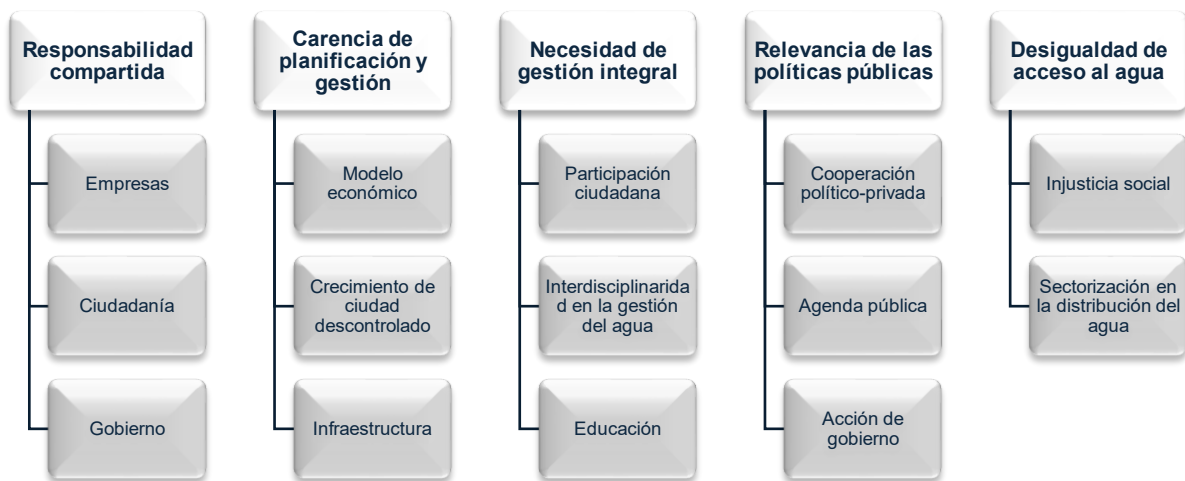 Responsabilidad
compartida
Empresas
Ciudadanía
Gobierno
Carencia de
planificación y
gestión
Modelo
económico
Crecimiento de
ciudad
descontrolado
Infraestructura
Necesidad de
gestión integral
Participación
ciudadana
Interdisciplinarida
d en la gestión
del agua
Educación
Relevancia de las
políticas públicas
Cooperación
político-privada
Agenda pública
Acción de
gobierno
Desigualdad de
acceso al agua
Injusticia social
Sectorización en
la distribución del
agua